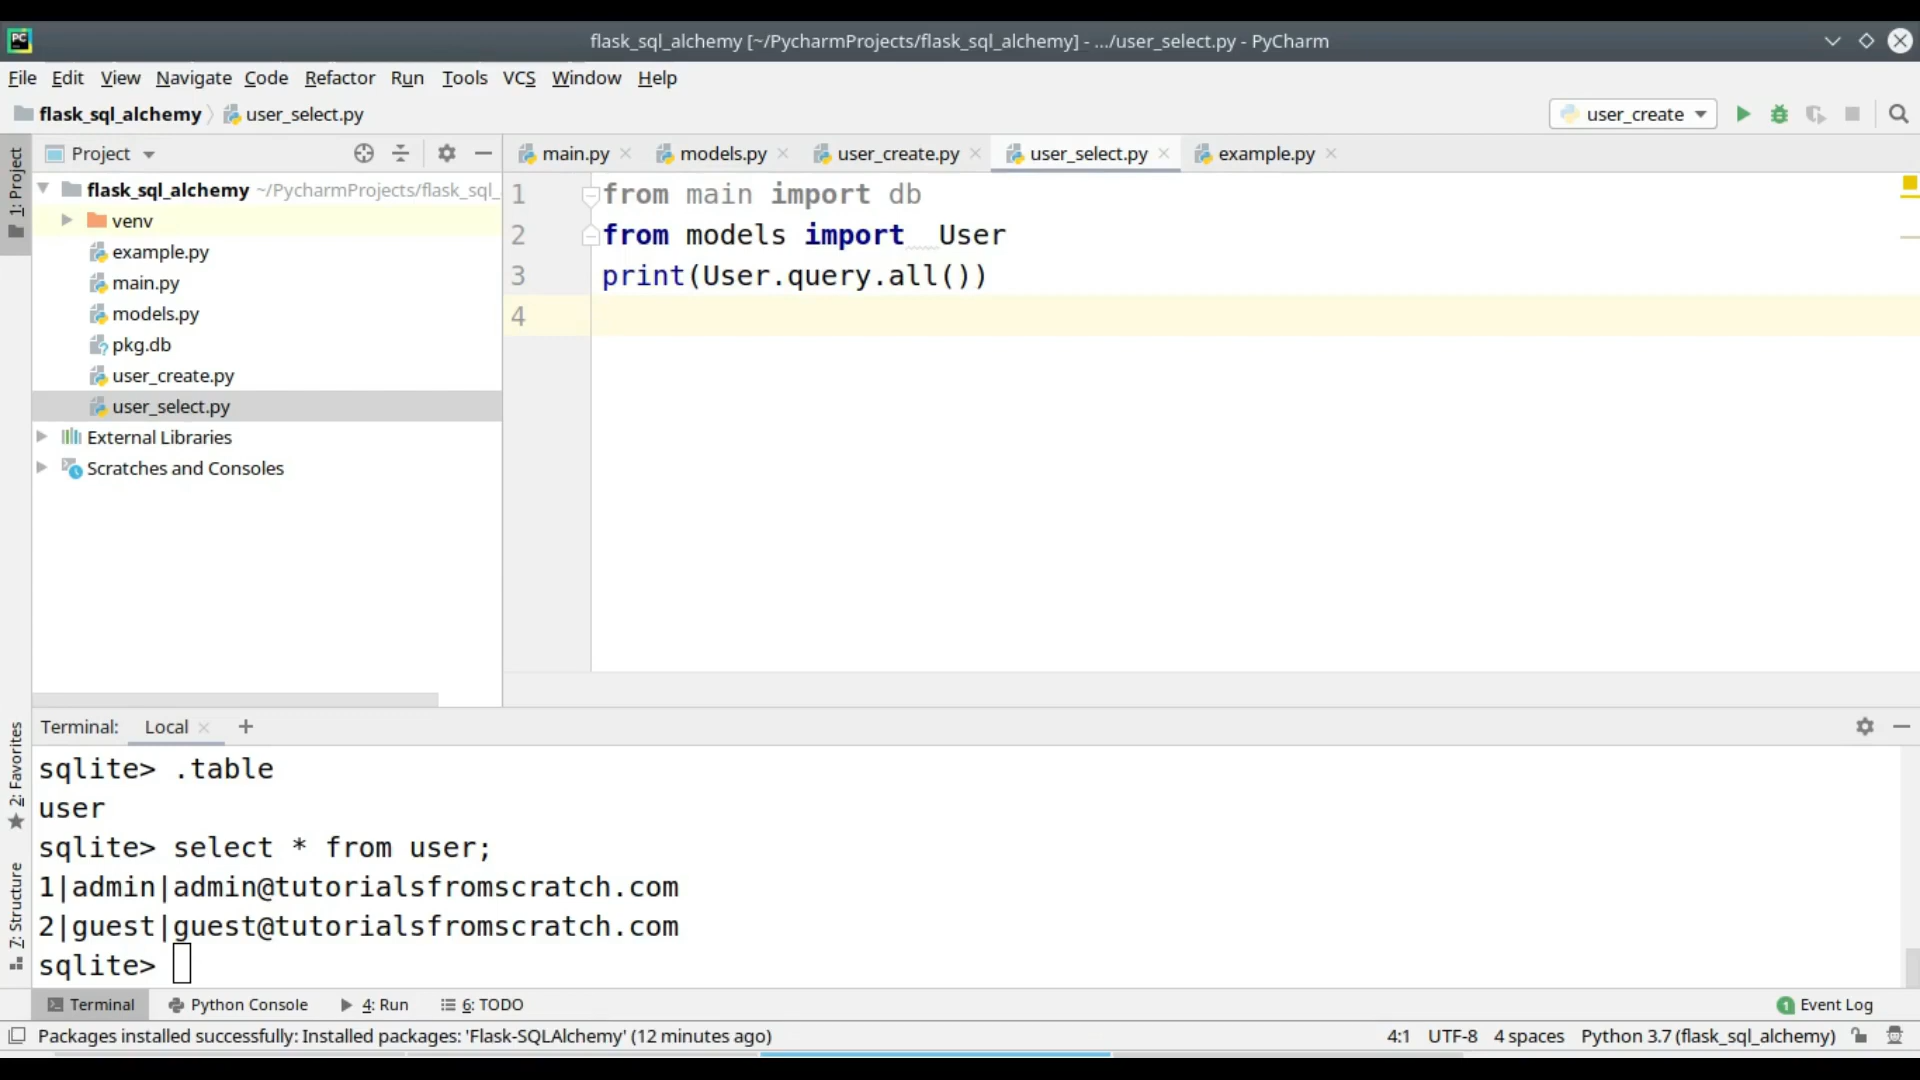 PC
flask_sql_alchemy [~/PycharmProjects/flask_sql_alchemy] - .../user_select.py - PyCharm
File Edit View Navigate Code Refactor Run Tools VCS Window Help
flask_sql_alchemy user_select.py
user_create
1: Project
Project
main.py models.py user_create.py user_select.py example.py
flask_sql_alchemy ~/PycharmProjects/flask_sql_
venv
example.py
main.py
models.py
pkg.db
user_create.py
user_select.py
External Libraries
Scratches and Consoles
1 from main import db
2 from models import  User
3 print(User.query.all())
4
2: Favorites
7: Structure
Terminal: Local +
sqlite> .table
user
sqlite> select * from user;
1|admin|admin@tutorialsfromscratch.com
2|guest|guest@tutorialsfromscratch.com
sqlite>
Terminal Python Console 4: Run 6: TODO 1 Event Log
Packages installed successfully: Installed packages: 'Flask-SQLAlchemy' (12 minutes ago) 4:1 UTF-8 4 spaces Python 3.7 (flask_sql_alchemy)